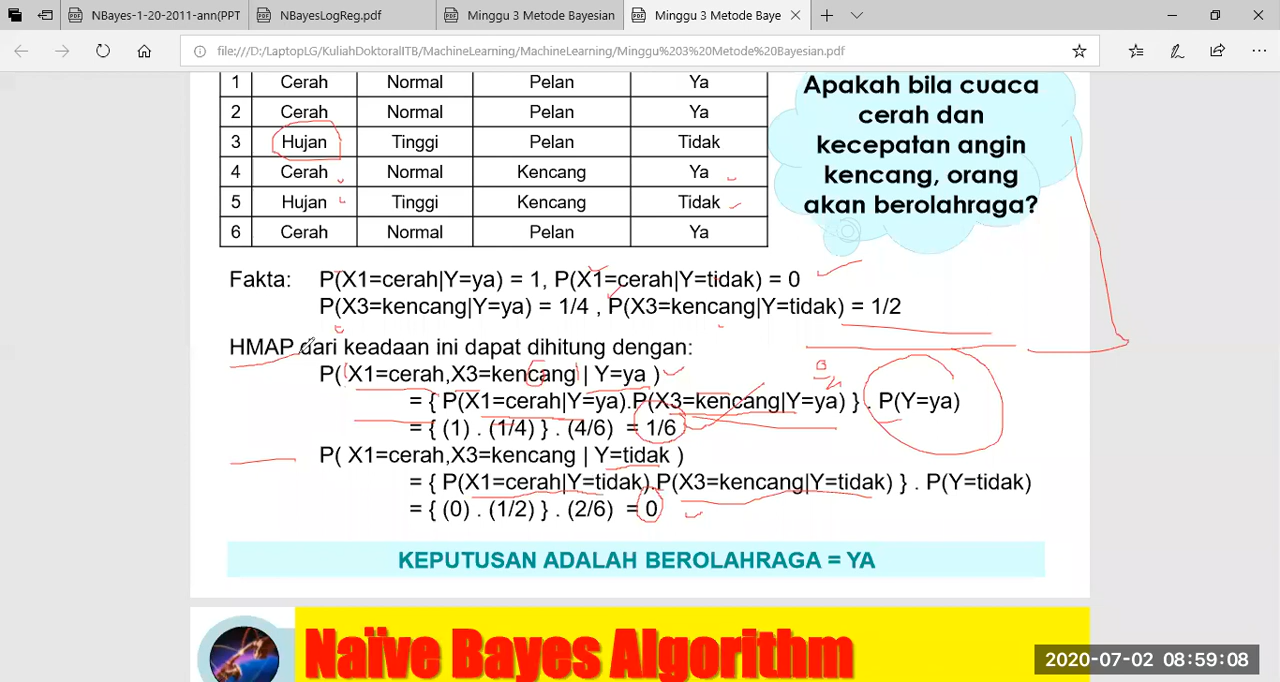 NBayes-1-20-2011-ann(PPT
NBayesLogReg.pdf
Minggu 3 Metode Bayesian
Minggu 3 Metode Baye
file:///D:/LaptopLG/KuliahDoktoralITB/MachineLearning/MachineLearning/Minggu%203%20Metode%20Bayesian.pdf
1 Cerah Normal Pelan Ya
2 Cerah Normal Pelan Ya
3 Hujan Tinggi Pelan Tidak
4 Cerah Normal Kencang Ya
5 Hujan Tinggi Kencang Tidak
6 Cerah Normal Pelan Ya
Apakah bila cuaca
cerah dan
kecepatan angin
kencang, orang
akan berolahraga?
Fakta: P(X1=cerah|Y=ya) = 1, P(X1=cerah|Y=tidak) = 0
P(X3=kencang|Y=ya) = 1/4 , P(X3=kencang|Y=tidak) = 1/2
HMAP dari keadaan ini dapat dihitung dengan:
P( X1=cerah,X3=kencang | Y=ya )
= { P(X1=cerah|Y=ya).P(X3=kencang|Y=ya) } . P(Y=ya)
= { (1) . (1/4) } . (4/6) = 1/6
P( X1=cerah,X3=kencang | Y=tidak )
= { P(X1=cerah|Y=tidak).P(X3=kencang|Y=tidak) } . P(Y=tidak)
= { (0) . (1/2) } . (2/6) = 0
KEPUTUSAN ADALAH BEROLAHRAGA = YA
Naïve Bayes Algorithm
2020-07-02 08:59:08